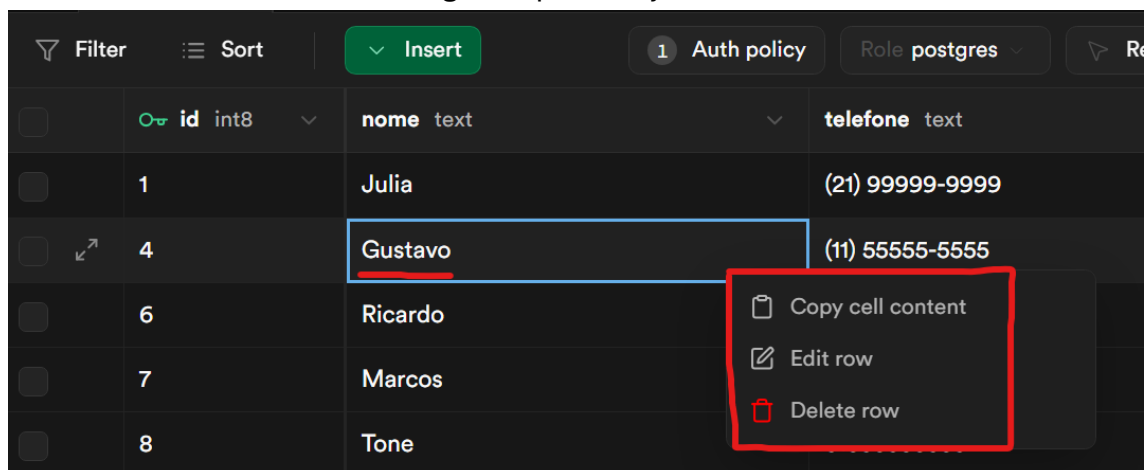 Filter Sort Insert 1 Auth policy Role postgres
id int8 nome text telefone text
1 Julia (21) 99999-9999
4 Gustavo (11) 55555-5555
6 Ricardo
Copy cell content
Edit row
7 Marcos
Delete row
8 Tone